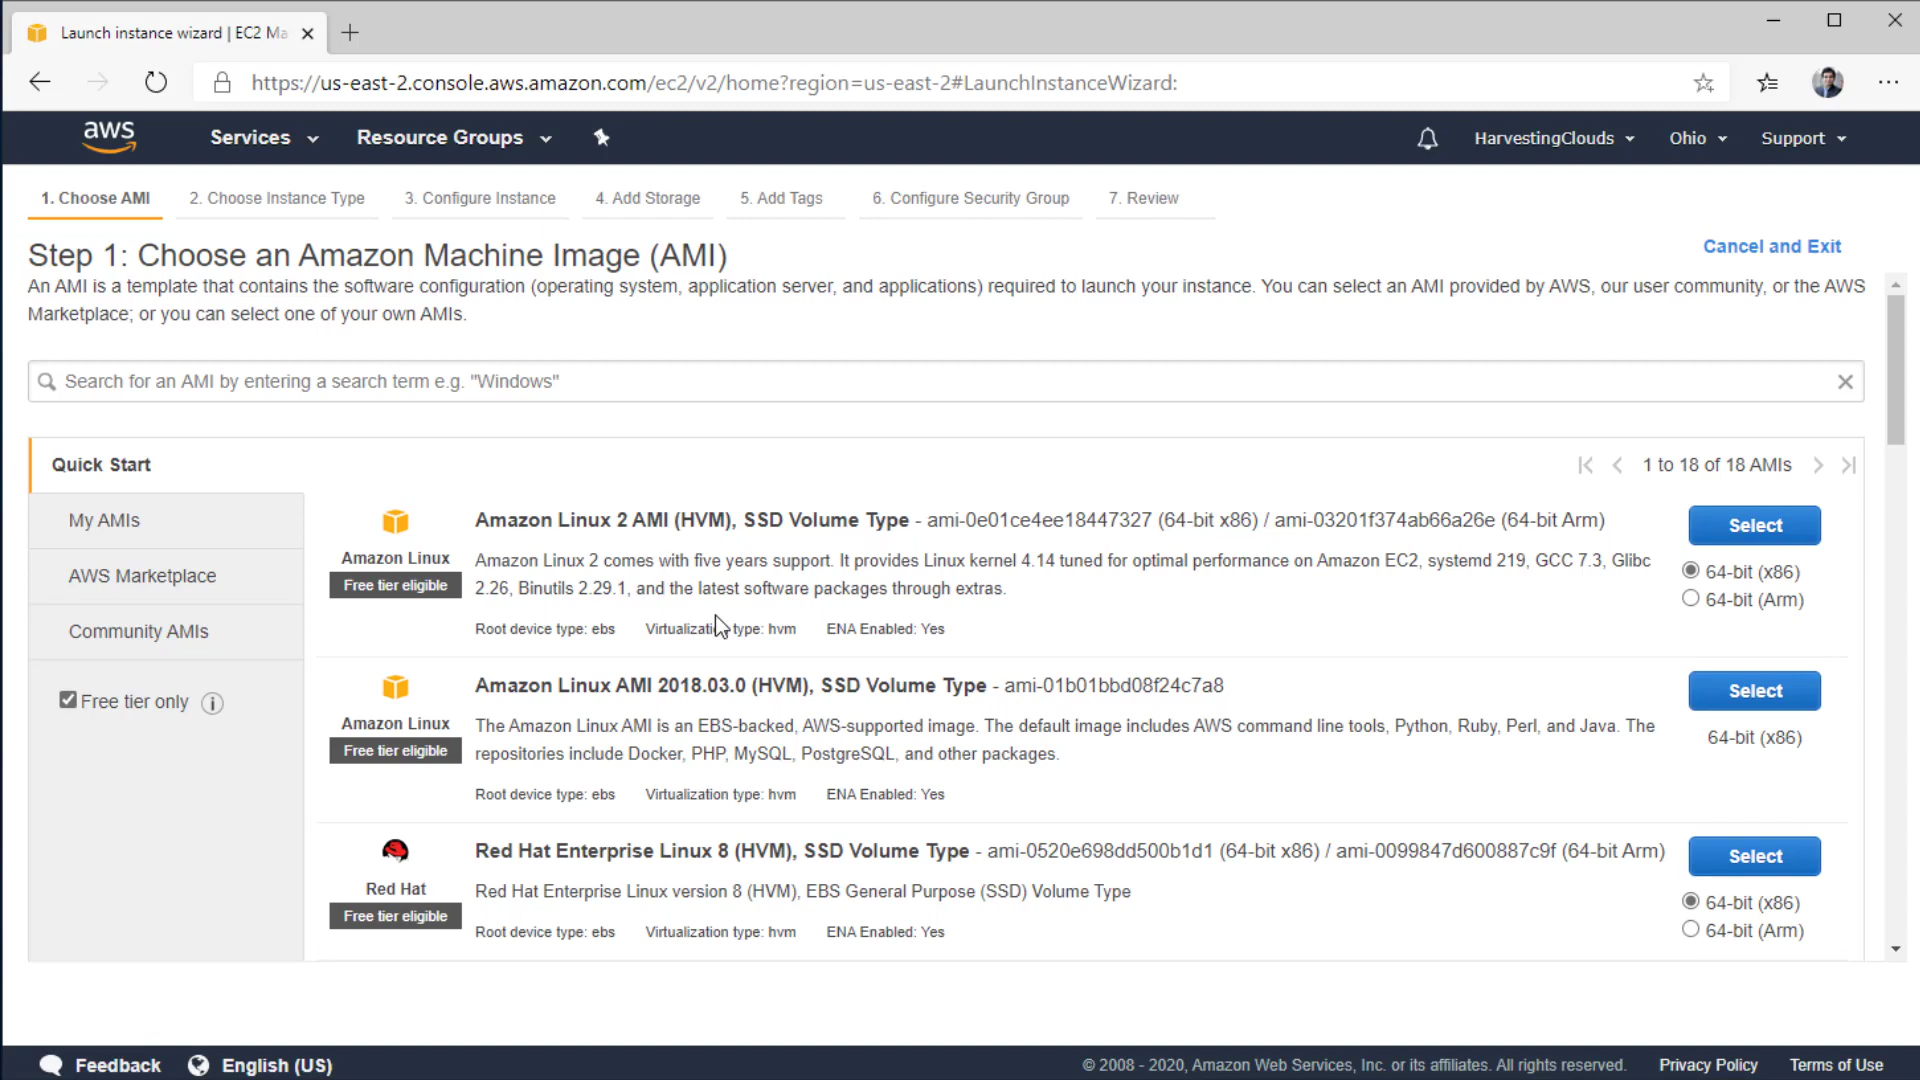 Launch instance wizard | EC2 Ma
https://us-east-2.console.aws.amazon.com/ec2/v2/home?region=us-east-2#LaunchInstanceWizard:
aws Services Resource Groups HarvestingClouds Ohio Support
1. Choose AMI 2. Choose Instance Type 3. Configure Instance 4. Add Storage 5. Add Tags 6. Configure Security Group 7. Review
Step 1: Choose an Amazon Machine Image (AMI)
Cancel and Exit
An AMI is a template that contains the software configuration (operating system, application server, and applications) required to launch your instance. You can select an AMI provided by AWS, our user community, or the AWS
Marketplace; or you can select one of your own AMIs.
Search for an AMI by entering a search term e.g. "Windows"
Quick Start
1 to 18 of 18 AMIs
My AMIs
AWS Marketplace
Community AMIs
Free tier only
Amazon Linux
Free tier eligible
Amazon Linux 2 AMI (HVM), SSD Volume Type - ami-0e01ce4ee18447327 (64-bit x86) / ami-03201f374ab66a26e (64-bit Arm)
Amazon Linux 2 comes with five years support. It provides Linux kernel 4.14 tuned for optimal performance on Amazon EC2, systemd 219, GCC 7.3, Glibc
2.26, Binutils 2.29.1, and the latest software packages through extras.
Root device type: ebs Virtualization type: hvm ENA Enabled: Yes
Select
64-bit (x86)
64-bit (Arm)
Amazon Linux
Free tier eligible
Amazon Linux AMI 2018.03.0 (HVM), SSD Volume Type - ami-01b01bbd08f24c7a8
The Amazon Linux AMI is an EBS-backed, AWS-supported image. The default image includes AWS command line tools, Python, Ruby, Perl, and Java. The
repositories include Docker, PHP, MySQL, PostgreSQL, and other packages.
Root device type: ebs Virtualization type: hvm ENA Enabled: Yes
Select
64-bit (x86)
Red Hat
Free tier eligible
Red Hat Enterprise Linux 8 (HVM), SSD Volume Type - ami-0520e698dd500b1d1 (64-bit x86) / ami-0099847d600887c9f (64-bit Arm)
Red Hat Enterprise Linux version 8 (HVM), EBS General Purpose (SSD) Volume Type
Root device type: ebs Virtualization type: hvm ENA Enabled: Yes
Select
64-bit (x86)
64-bit (Arm)
Feedback English (US) © 2008 - 2020, Amazon Web Services, Inc. or its affiliates. All rights reserved. Privacy Policy Terms of Use